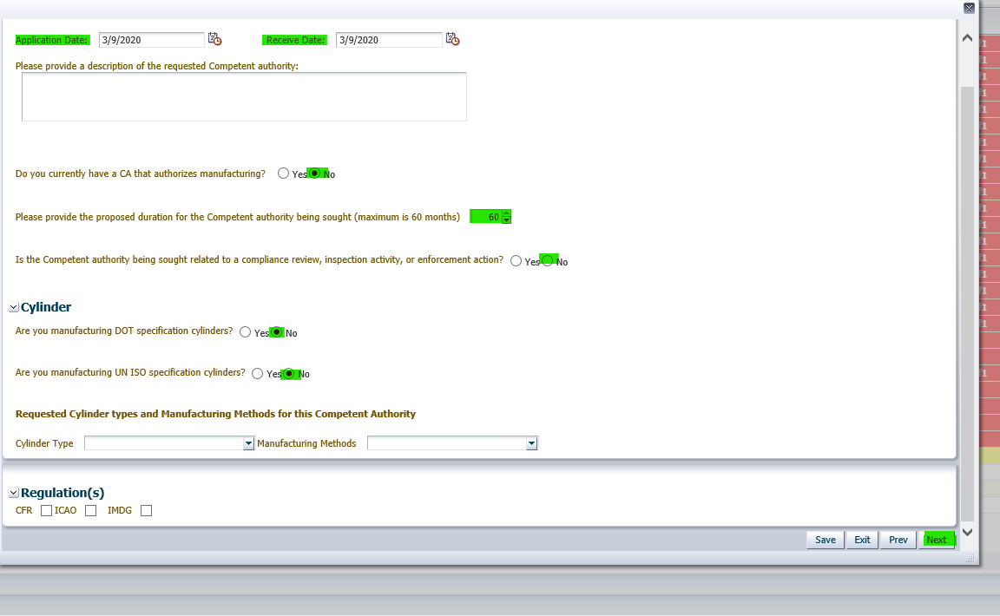 Application Date: 3/9/2020 Receive Date: 3/9/2020
Please provide a description of the requested Competent authority:
Do you currently have a CA that authorizes manufacturing? Yes No
Please provide the proposed duration for the Competent authority being sought (maximum is 60 months) 60
Is the Competent authority being sought related to a compliance review, inspection activity, or enforcement action? Yes No
Cylinder
Are you manufacturing DOT specification cylinders? Yes No
Are you manufacturing UN ISO specification cylinders? Yes No
Requested Cylinder types and Manufacturing Methods for this Competent Authority
Cylinder Type Manufacturing Methods
Regulation(s)
CFR ICAO IMDG
Save Exit Prev Next